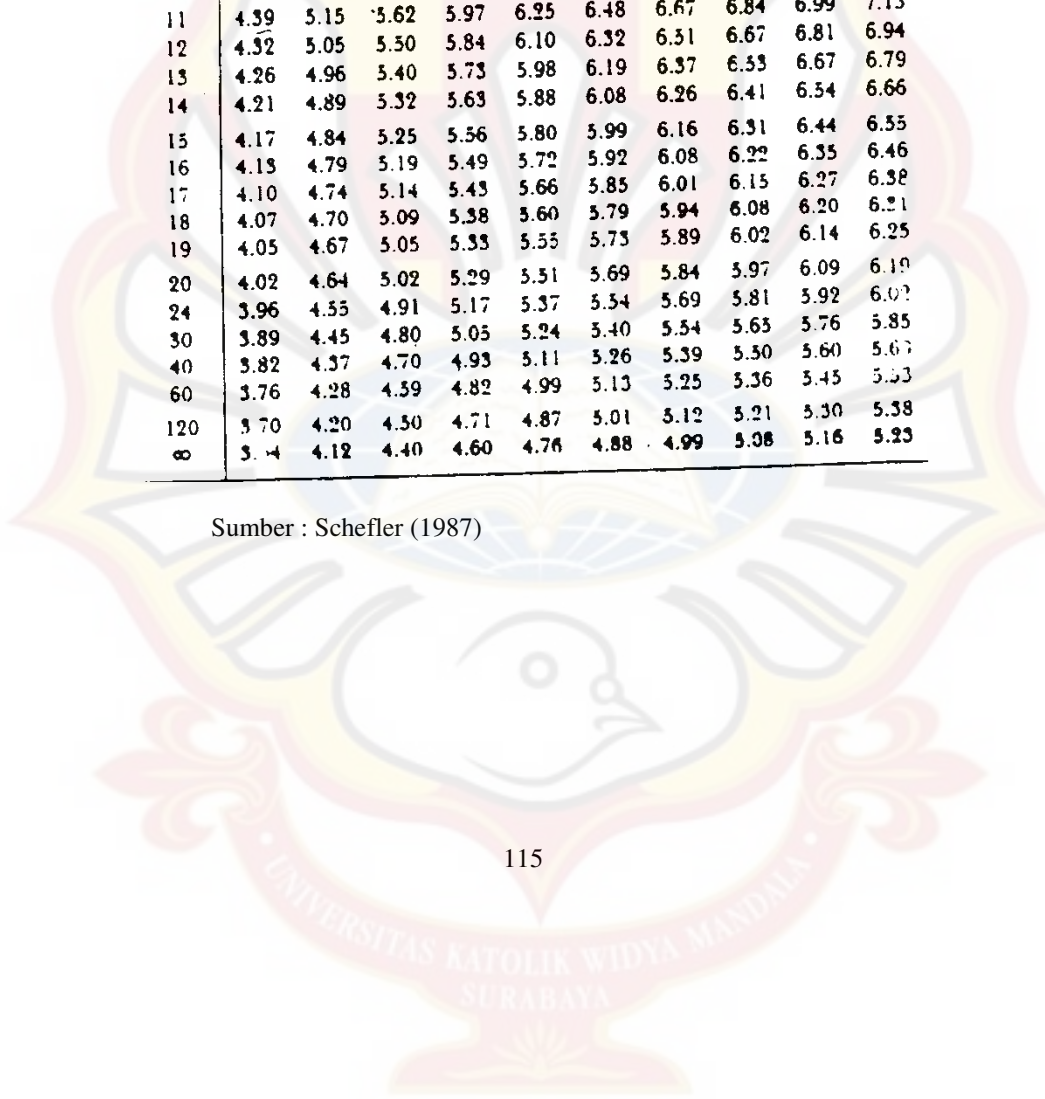 11 4.39 5.15 5.62 5.97 6.25 6.48 6.67 6.84 6.99 7.13
12 4.32 5.05 5.50 5.84 6.10 6.32 6.51 6.67 6.81 6.94
13 4.26 4.96 5.40 5.73 5.98 6.19 6.37 6.53 6.67 6.79
14 4.21 4.89 5.32 5.63 5.88 6.08 6.26 6.41 6.54 6.66
15 4.17 4.84 5.25 5.56 5.80 5.99 6.16 6.31 6.44 6.55
16 4.13 4.79 5.19 5.49 5.72 5.92 6.08 6.22 6.35 6.46
17 4.10 4.74 5.14 5.43 5.66 5.85 6.01 6.15 6.27 6.38
18 4.07 4.70 5.09 5.38 5.60 5.79 5.94 6.08 6.20
19 4.05 4.67 5.05 5.33 5.55 5.73 5.89 6.02 6.14 6.25
20 4.02 4.64 5.02 5.29 5.51 5.69 5.84 5.97 6.09 6.19
24 3.96 4.55 4.91 5.17 5.37 5.54 5.69 5.81 5.92 6.02
30 3.89 4.45 4.80 5.05 5.24 5.40 5.54 5.65 5.76 5.85
40 3.82 4.37 4.70 4.93 5.11 5.26 5.39 5.50 5.60
60 3.76 4.28 4.59 4.82 4.99 5.13 5.25 5.36 5.45 5.53
120 3.70 4.20 4.50 4.71 4.87 5.01 5.12 5.21 5.30 5.38
∞ 4.12 4.40 4.60 4.76 4.88 4.99 5.08 5.16 5.23
Sumber : Schefler (1987)
115
UNIVERSITAS KATOLIK WIDYA MANDALA
SURABAYA